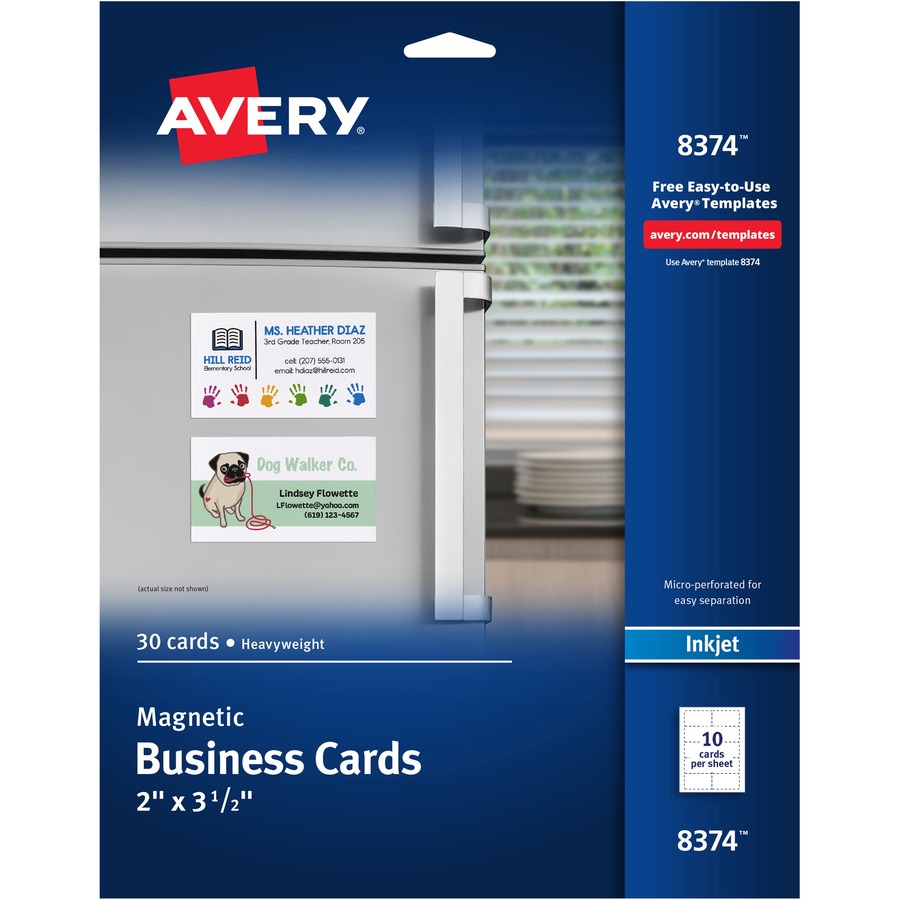 AVERY®
8374™
Free Easy-to-Use
Avery® Templates
avery.com/templates
Use Avery® template 8374
HILL REID
Elementary School
MS. HEATHER DIAZ
3rd Grade Teacher, Room 205
cell: (207) 555-0131
email: hdiaz@hillreid.com
Dog Walker Co.
Lindsey Flowette
LFlowette@yahoo.com
(619) 123-4567
(actual size not shown)
Micro-perforated for
easy separation
30 cards • Heavyweight
Inkjet
Magnetic
Business Cards
2" x 3 1/2"
10
cards
per sheet
8374™